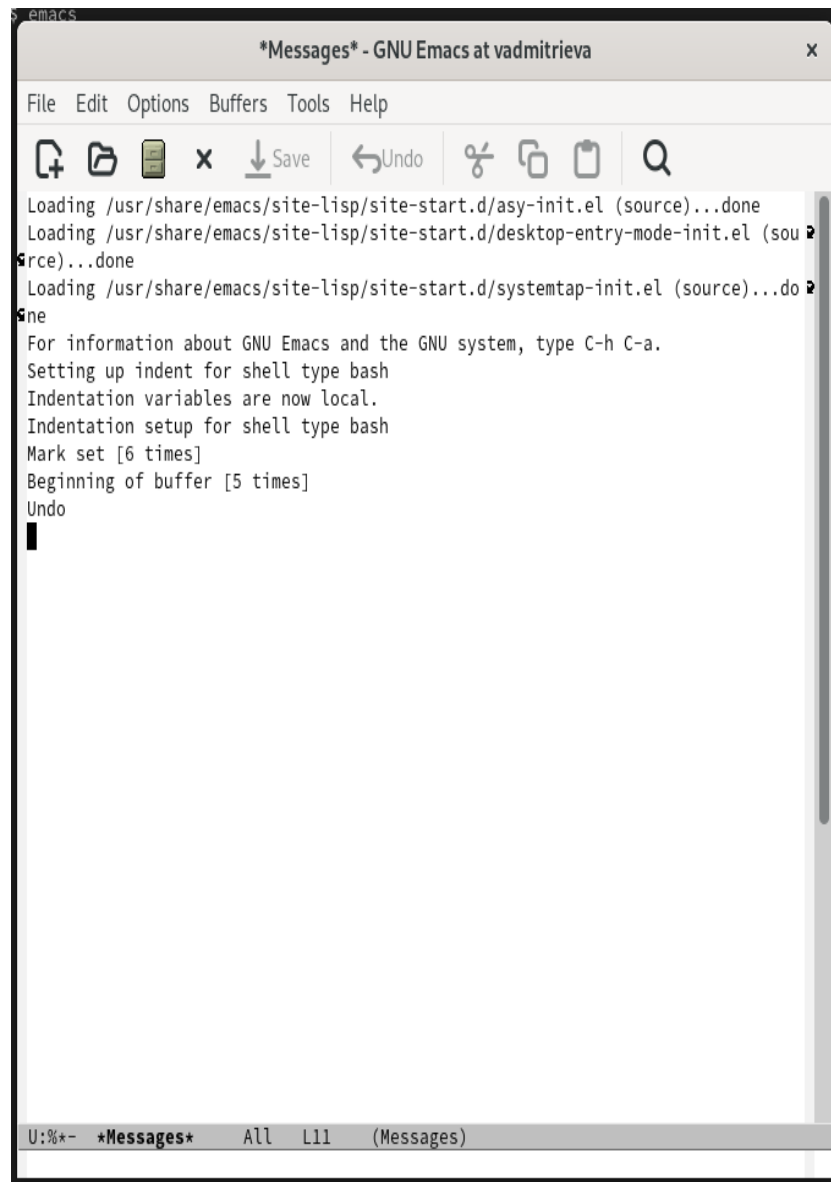 $ emacs
*Messages* - GNU Emacs at vadmitrieva
x
File Edit Options Buffers Tools Help
Save Undo
Loading /usr/share/emacs/site-lisp/site-start.d/asy-init.el (source)...done
Loading /usr/share/emacs/site-lisp/site-start.d/desktop-entry-mode-init.el (sou
rce)...done
Loading /usr/share/emacs/site-lisp/site-start.d/systemtap-init.el (source)...do
ne
For information about GNU Emacs and the GNU system, type C-h C-a.
Setting up indent for shell type bash
Indentation variables are now local.
Indentation setup for shell type bash
Mark set [6 times]
Beginning of buffer [5 times]
Undo
U:%*- *Messages* All L11 (Messages)